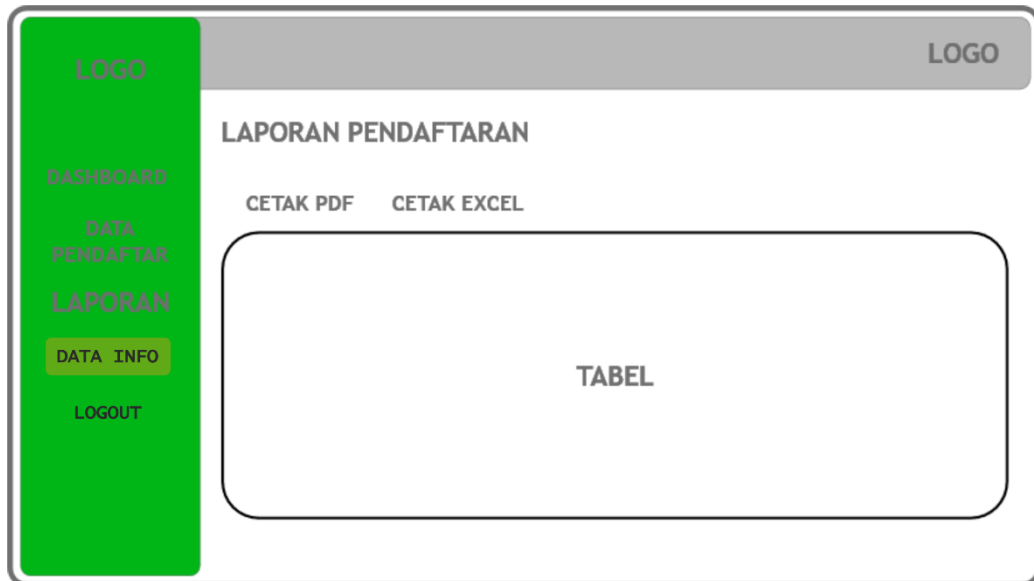 LOGO
LOGO
LAPORAN PENDAFTARAN
DASHBOARD
CETAK PDF
CETAK EXCEL
DATA
PENDAFTAR
LAPORAN
DATA INFO
LOGOUT
TABEL